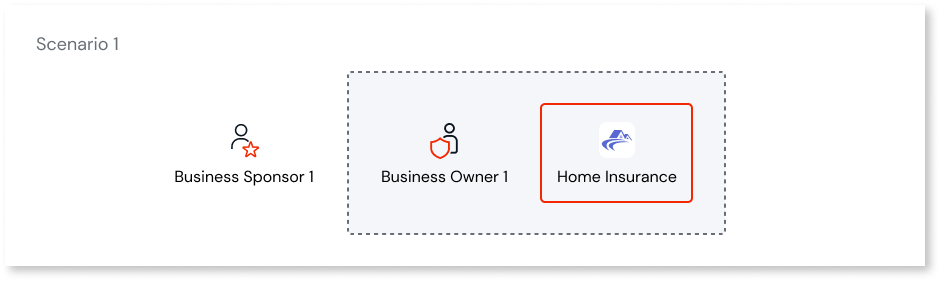 Scenario 1
Business Sponsor 1
Business Owner 1
Home Insurance